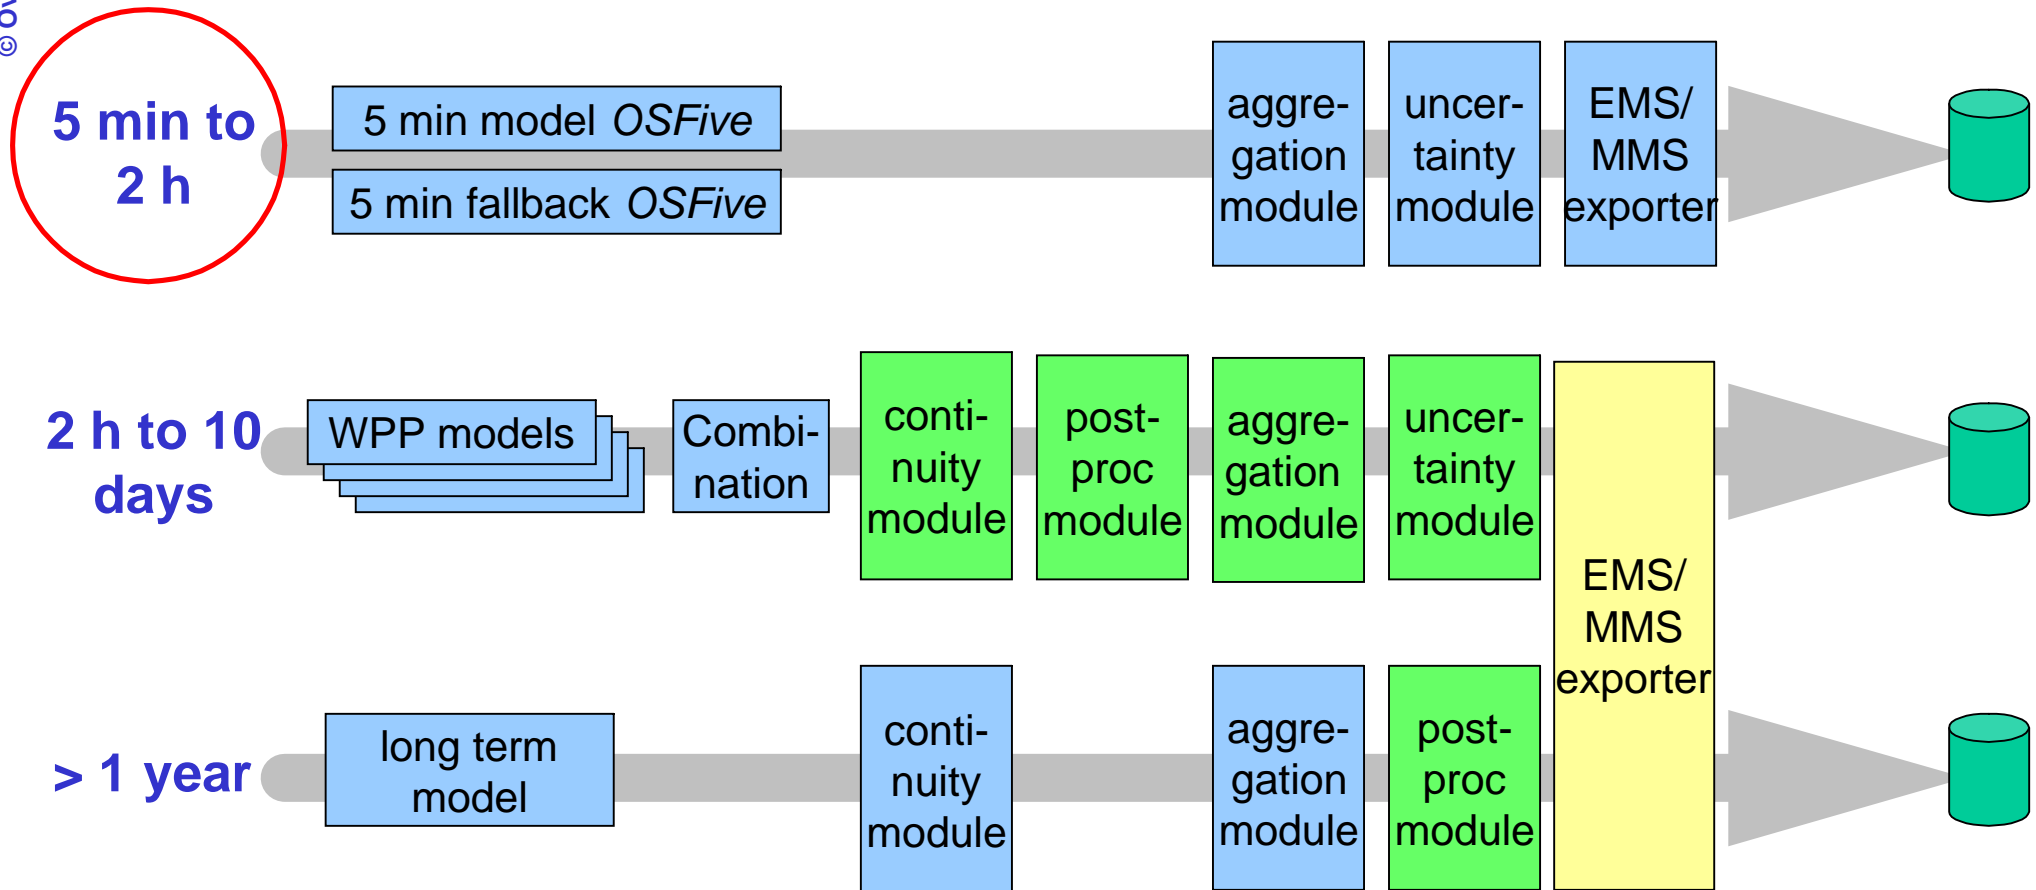 © OV
5 min to
2 h
5 min model OSFive
5 min fallback OSFive
aggre-
gation
module
uncer-
tainty
module
EMS/
MMS
exporter
2 h to 10
days
WPP models
Combi-
nation
conti-
nuity
module
post-
proc
module
aggre-
gation
module
uncer-
tainty
module
EMS/
MMS
exporter
> 1 year
long term
model
conti-
nuity
module
aggre-
gation
module
post-
proc
module